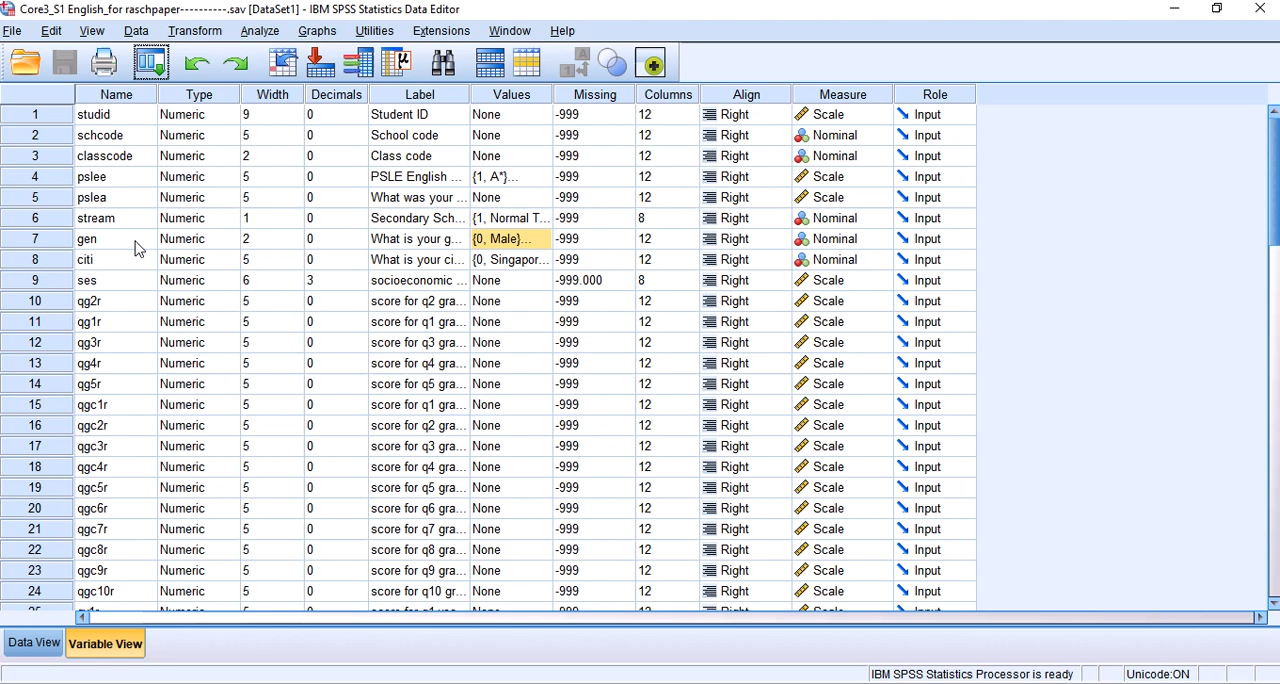 Core3_S1 English_for raschpaper----------.sav [DataSet1] - IBM SPSS Statistics Data Editor
File Edit View Data Transform Analyze Graphs Utilities Extensions Window Help
Name Type Width Decimals Label Values Missing Columns Align Measure Role
1 studid Numeric 9 0 Student ID None -999 12 Right Scale Input
2 schcode Numeric 5 0 School code None -999 12 Right Nominal Input
3 classcode Numeric 2 0 Class code None -999 12 Right Nominal Input
4 pslee Numeric 5 0 PSLE English ... {1, A*}... -999 12 Right Scale Input
5 pslea Numeric 5 0 What was your ... None -999 12 Right Scale Input
6 stream Numeric 1 0 Secondary Sch... {1, Normal T... -999 8 Right Nominal Input
7 gen Numeric 2 0 What is your g... {0, Male}... -999 12 Right Nominal Input
8 citi Numeric 5 0 What is your ci... {0, Singapor... -999 12 Right Nominal Input
9 ses Numeric 6 3 socioeconomic ... None -999.000 8 Right Scale Input
10 qg2r Numeric 5 0 score for q2 gra... None -999 12 Right Scale Input
11 qg1r Numeric 5 0 score for q1 gra... None -999 12 Right Scale Input
12 qg3r Numeric 5 0 score for q3 gra... None -999 12 Right Scale Input
13 qg4r Numeric 5 0 score for q4 gra... None -999 12 Right Scale Input
14 qg5r Numeric 5 0 score for q5 gra... None -999 12 Right Scale Input
15 qgc1r Numeric 5 0 score for q1 gra... None -999 12 Right Scale Input
16 qgc2r Numeric 5 0 score for q2 gra... None -999 12 Right Scale Input
17 qgc3r Numeric 5 0 score for q3 gra... None -999 12 Right Scale Input
18 qgc4r Numeric 5 0 score for q4 gra... None -999 12 Right Scale Input
19 qgc5r Numeric 5 0 score for q5 gra... None -999 12 Right Scale Input
20 qgc6r Numeric 5 0 score for q6 gra... None -999 12 Right Scale Input
21 qgc7r Numeric 5 0 score for q7 gra... None -999 12 Right Scale Input
22 qgc8r Numeric 5 0 score for q8 gra... None -999 12 Right Scale Input
23 qgc9r Numeric 5 0 score for q9 gra... None -999 12 Right Scale Input
24 qgc10r Numeric 5 0 score for q10 gr... None -999 12 Right Scale Input
Data View Variable View
IBM SPSS Statistics Processor is ready Unicode:ON